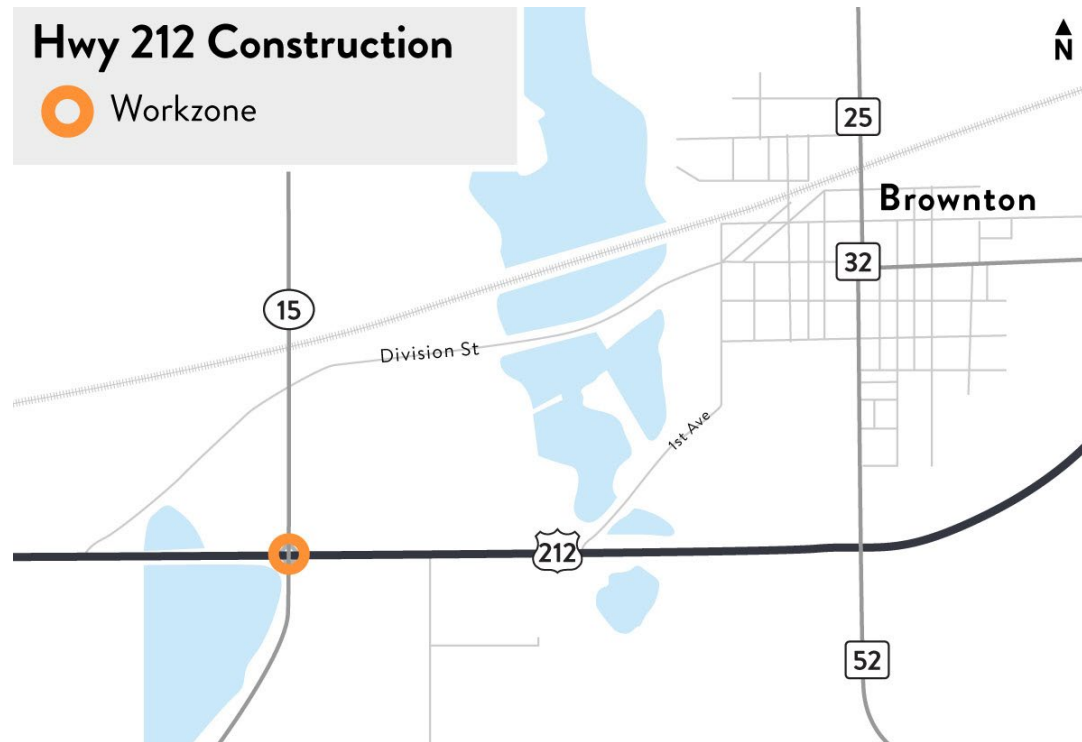 Hwy 212 Construction
Workzone
N
25
Brownton
32
15
Division St
1st Ave
212
52